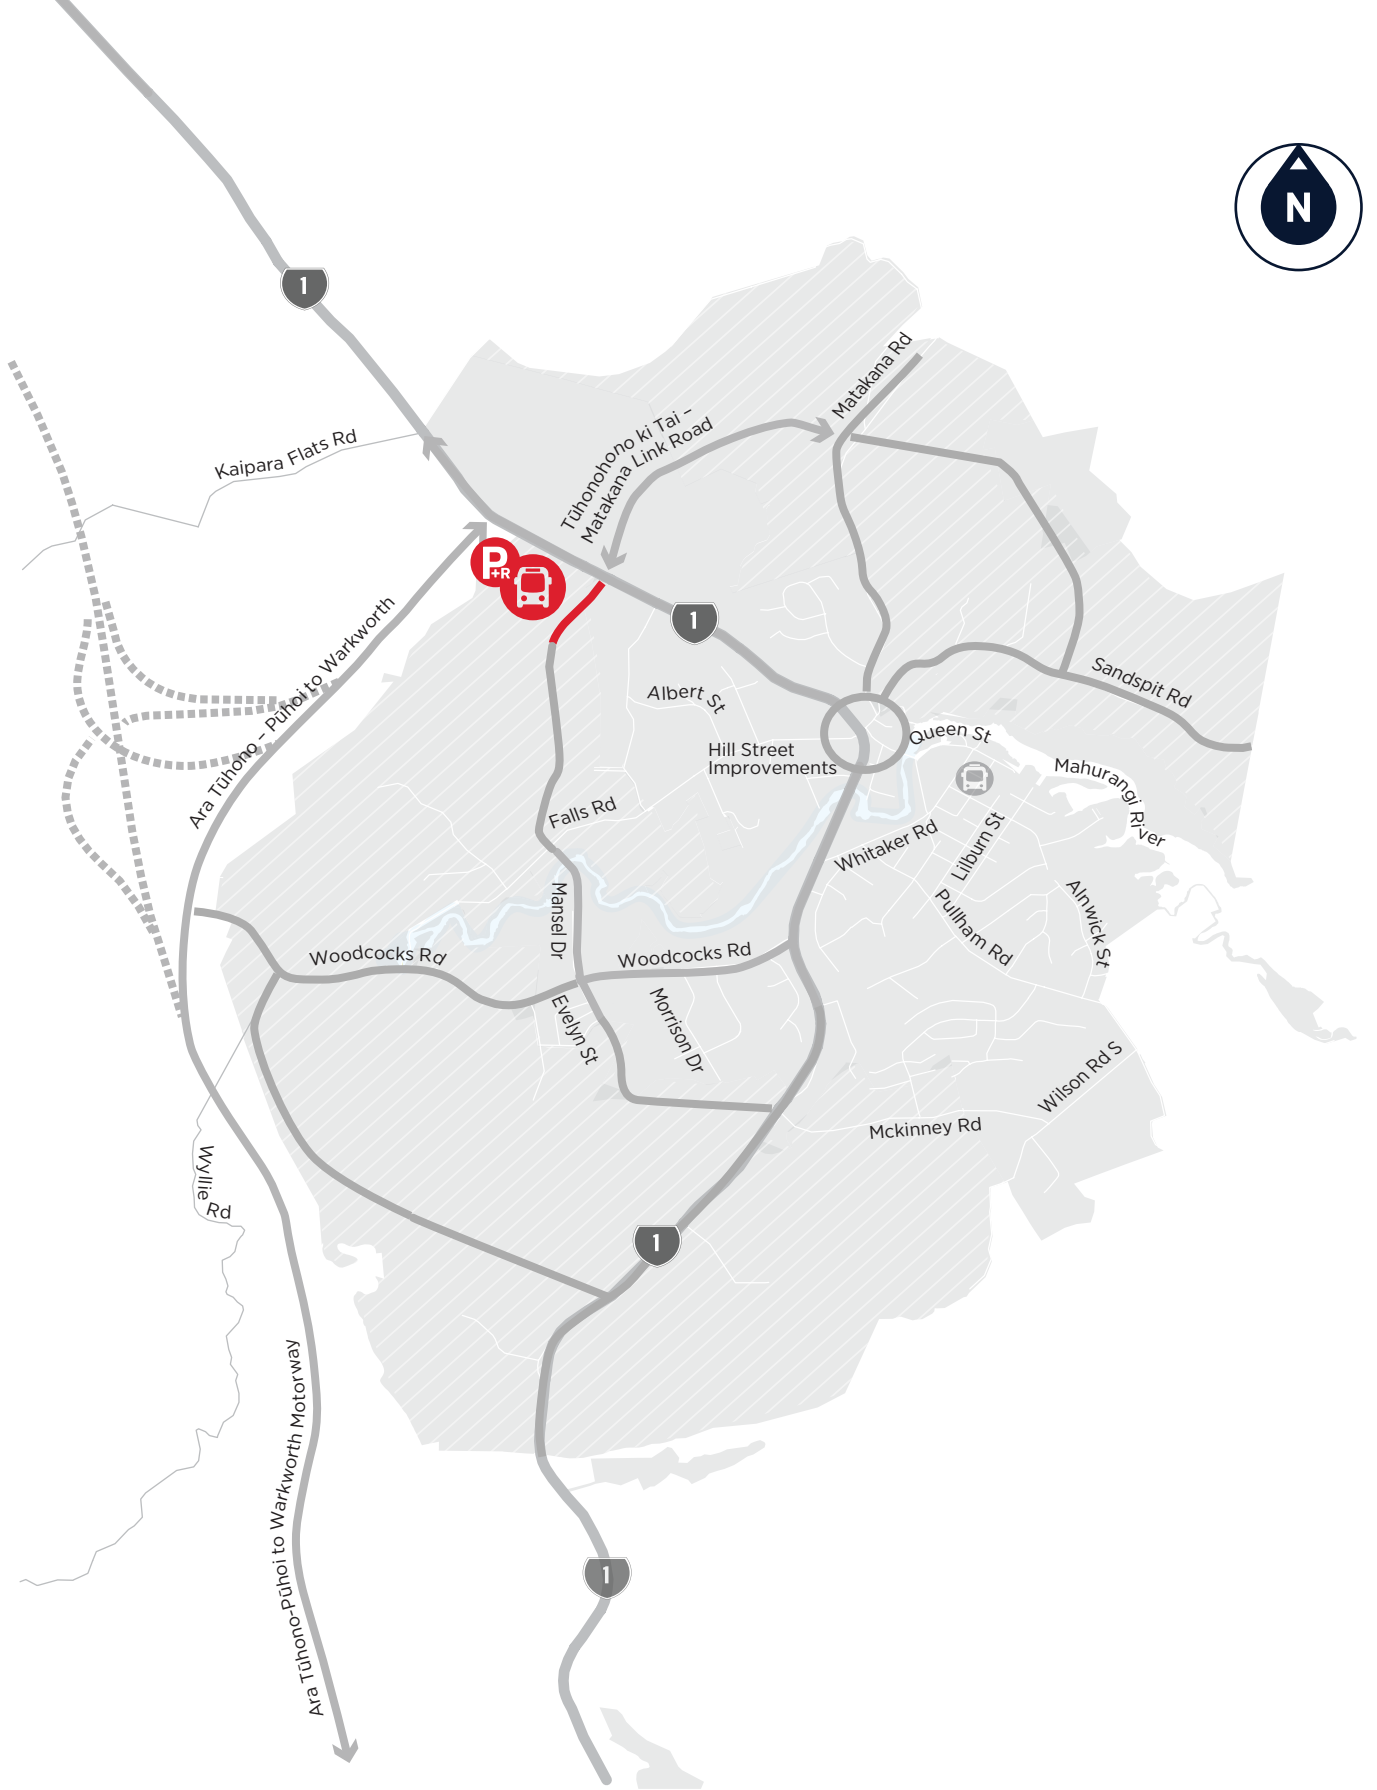 N
1
Matakana Rd
Tūhonohono ki Tai –
Matakana Link Road
Kaipara Flats Rd
P
+R
1
Ara Tūhono – Pūhoi to Warkworth
Albert St
Sandspit Rd
Queen St
Hill Street
Improvements
Mahurangi River
Falls Rd
Whitaker Rd
Lilburn St
Mansel Dr
Pullham Rd
Alnwick St
Woodcocks Rd
Woodcocks Rd
Evelyn St
Morrison Dr
Wilson Rd S
Mckinney Rd
Wyllie Rd
1
Ara Tūhono-Pūhoi to Warkworth Motorway
1